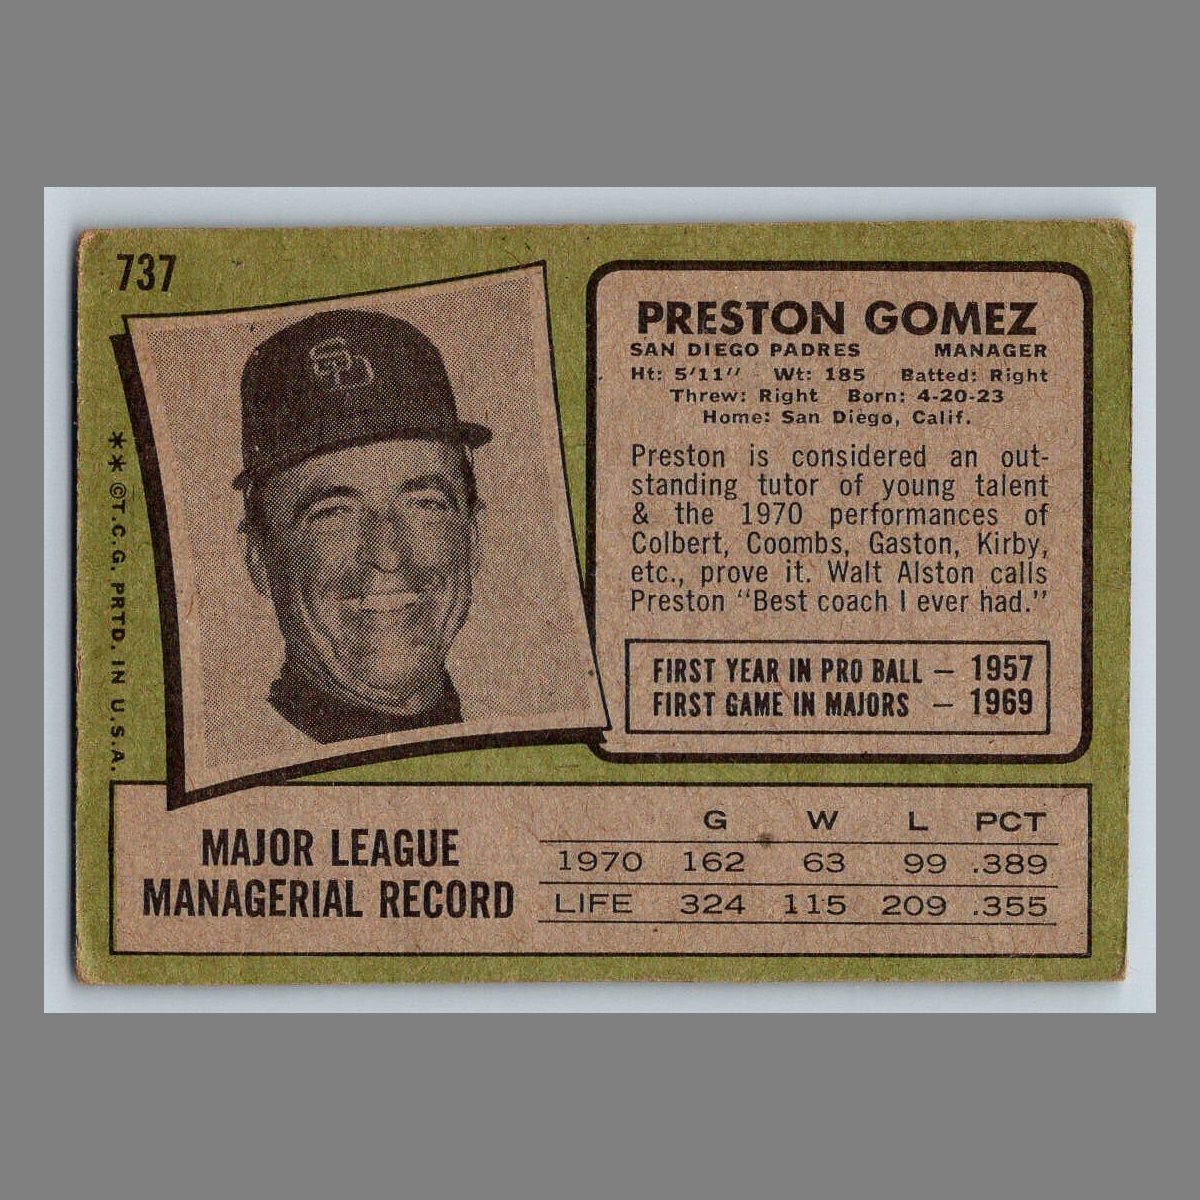 737
SD
PRESTON GOMEZ
SAN DIEGO PADRES MANAGER
Ht: 5'11" Wt: 185 Batted: Right
Threw: Right Born: 4-20-23
Home: San Diego, Calif.
Preston is considered an out-
standing tutor of young talent
& the 1970 performances of
Colbert, Coombs, Gaston, Kirby,
etc., prove it. Walt Alston calls
Preston "Best coach I ever had."
FIRST YEAR IN PRO BALL — 1957
FIRST GAME IN MAJORS — 1969
** ©T.C.G. PRTD. IN U.S.A.
MAJOR LEAGUE
MANAGERIAL RECORD
G W L PCT
1970 162 63 99 .389
LIFE 324 115 209 .355